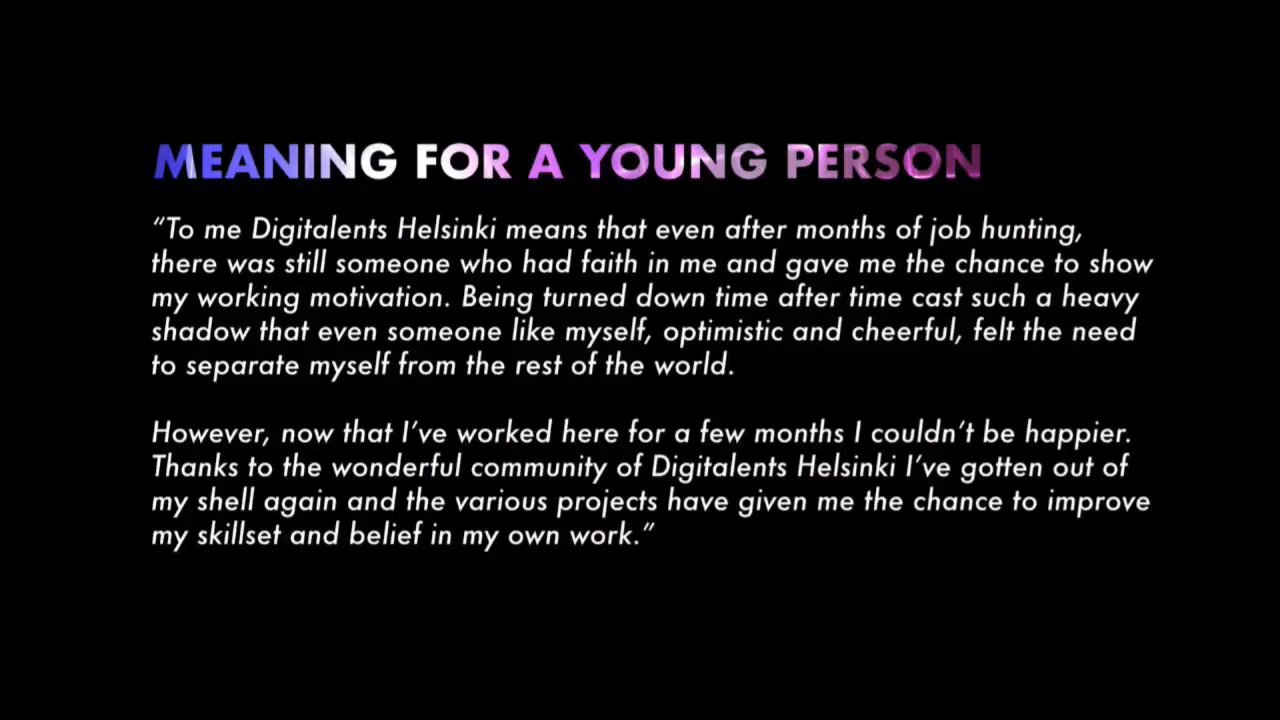 MEANING FOR A YOUNG PERSON
“To me Digitalents Helsinki means that even after months of job hunting,
there was still someone who had faith in me and gave me the chance to show
my working motivation. Being turned down time after time cast such a heavy
shadow that even someone like myself, optimistic and cheerful, felt the need
to separate myself from the rest of the world.
However, now that I’ve worked here for a few months I couldn’t be happier.
Thanks to the wonderful community of Digitalents Helsinki I’ve gotten out of
my shell again and the various projects have given me the chance to improve
my skillset and belief in my own work.”